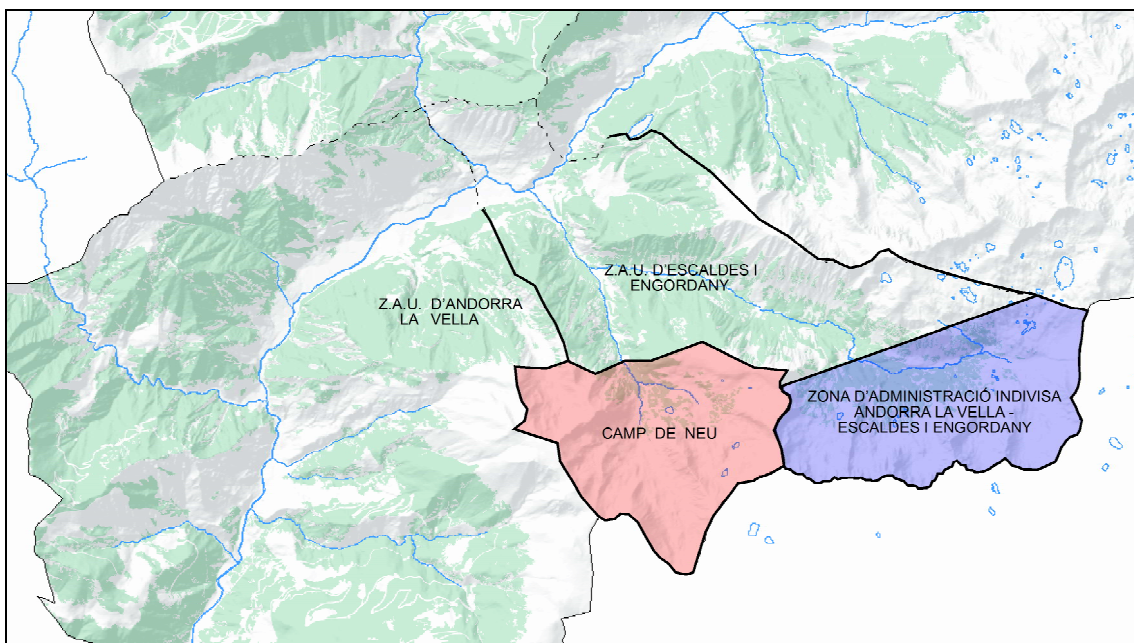 Z.A.U. D'ESCALDES I
ENGORDANY
Z.A.U. D'ANDORRA
LA VELLA
ZONA D'ADMINISTRACIÓ INDIVISA
ANDORRA LA VELLA -
ESCALDES I ENGORDANY
CAMP DE NEU